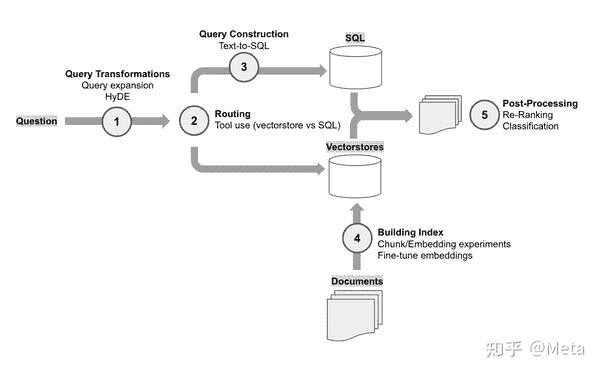 Query Construction
Text-to-SQL
SQL
3
Query Transformations
Query expansion
HyDE
Question
1
2
Routing
Tool use (vectorstore vs SQL)
5
Post-Processing
Re-Ranking
Classification
Vectorstores
4
Building Index
Chunk/Embedding experiments
Fine-tune embeddings
Documents
知乎 @Meta